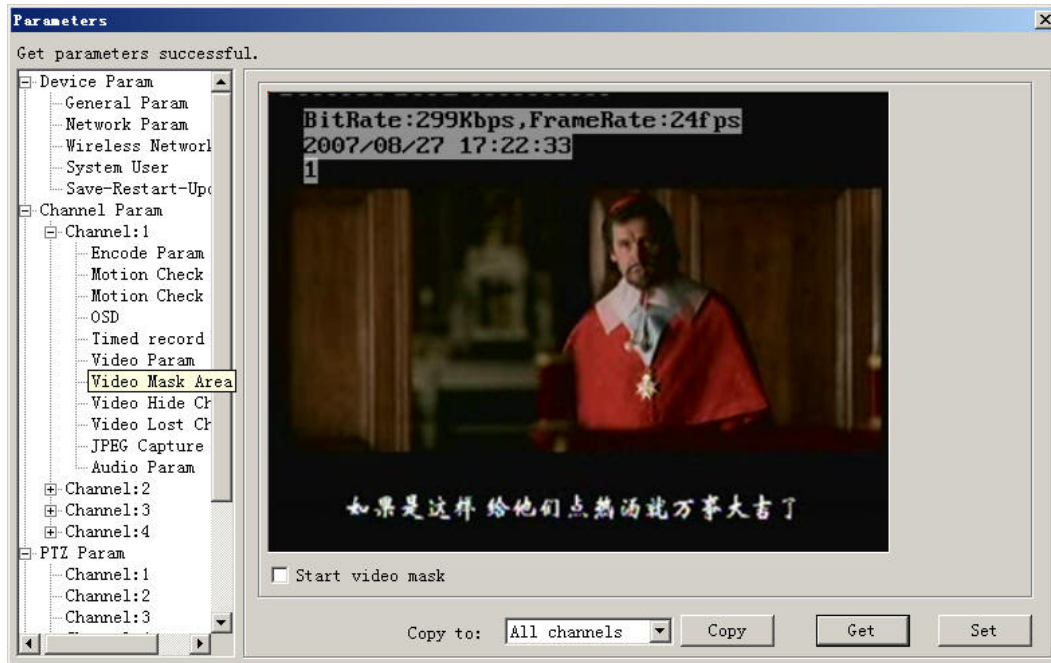 Parameters
Get parameters successful.
Device Param
General Param
Network Param
Wireless Networ
System User
Save-Restart-Up
Channel Param
Channel:1
Encode Param
Motion Check
Motion Check
OSD
Timed record
Video Param
Video Mask Area
Video Hide Ch
Video Lost Ch
JPEG Capture
Audio Param
Channel:2
Channel:3
Channel:4
PTZ Param
Channel:1
Channel:2
Channel:3
BitRate:299Kbps,FrameRate:24fps
2007/08/27 17:22:33
1
如果是这样 给他们点热汤就万事大吉了
Start video mask
Copy to: All channels Copy Get Set